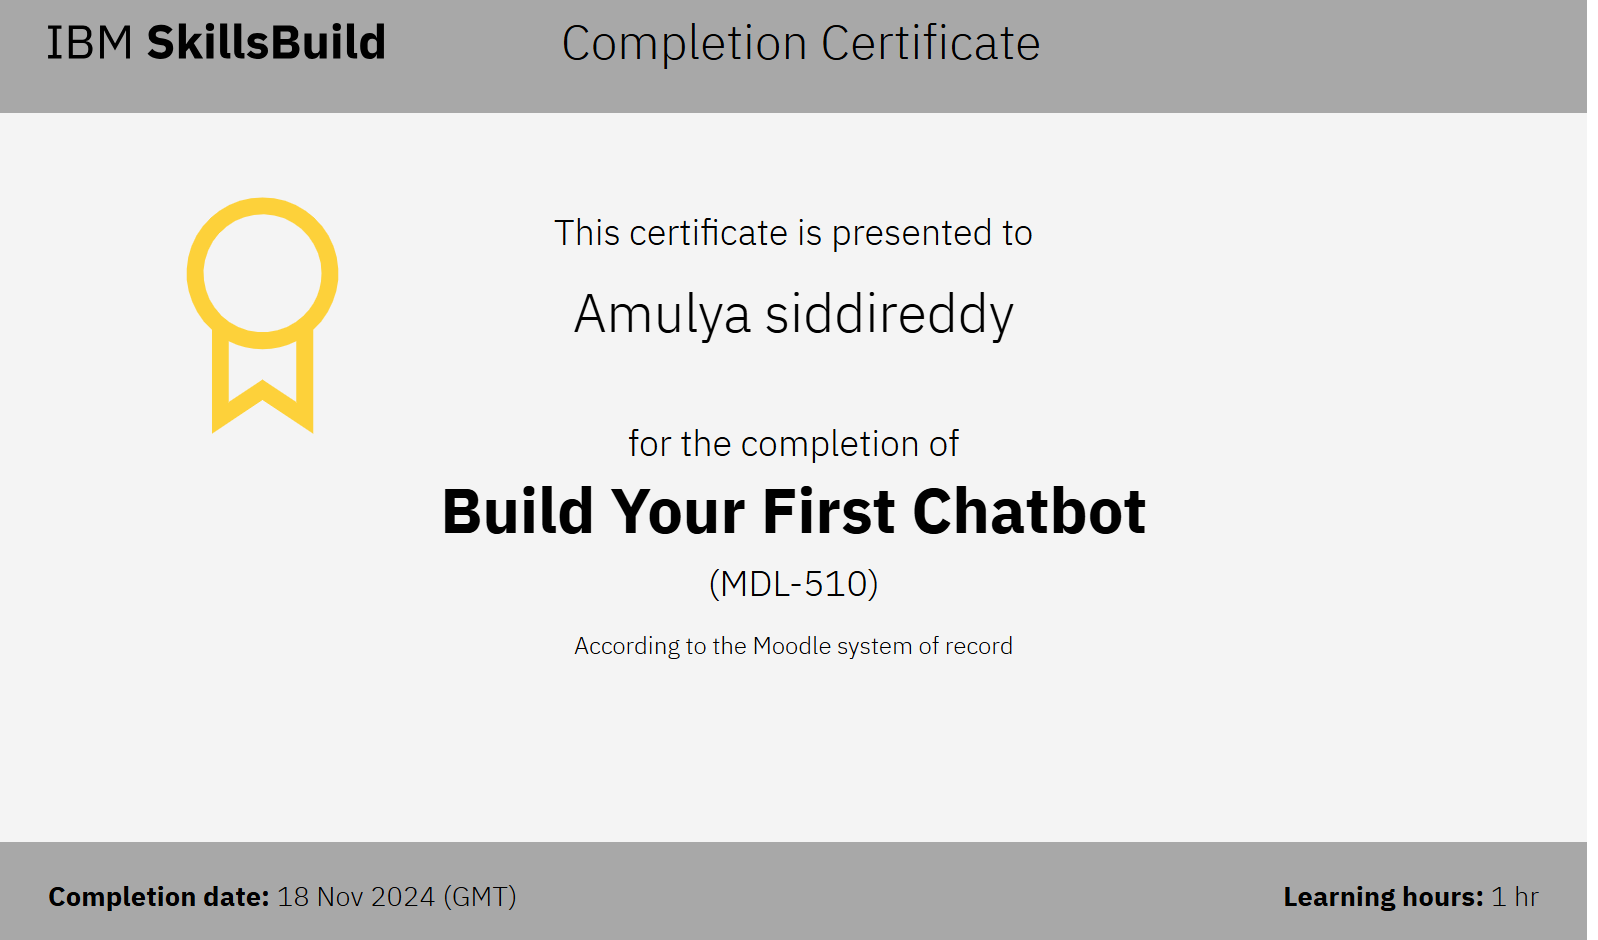 IBM SkillsBuild
Completion Certificate
This certificate is presented to
Amulya siddireddy
for the completion of
Build Your First Chatbot
(MDL-510)
According to the Moodle system of record
Completion date: 18 Nov 2024 (GMT)
Learning hours: 1 hr